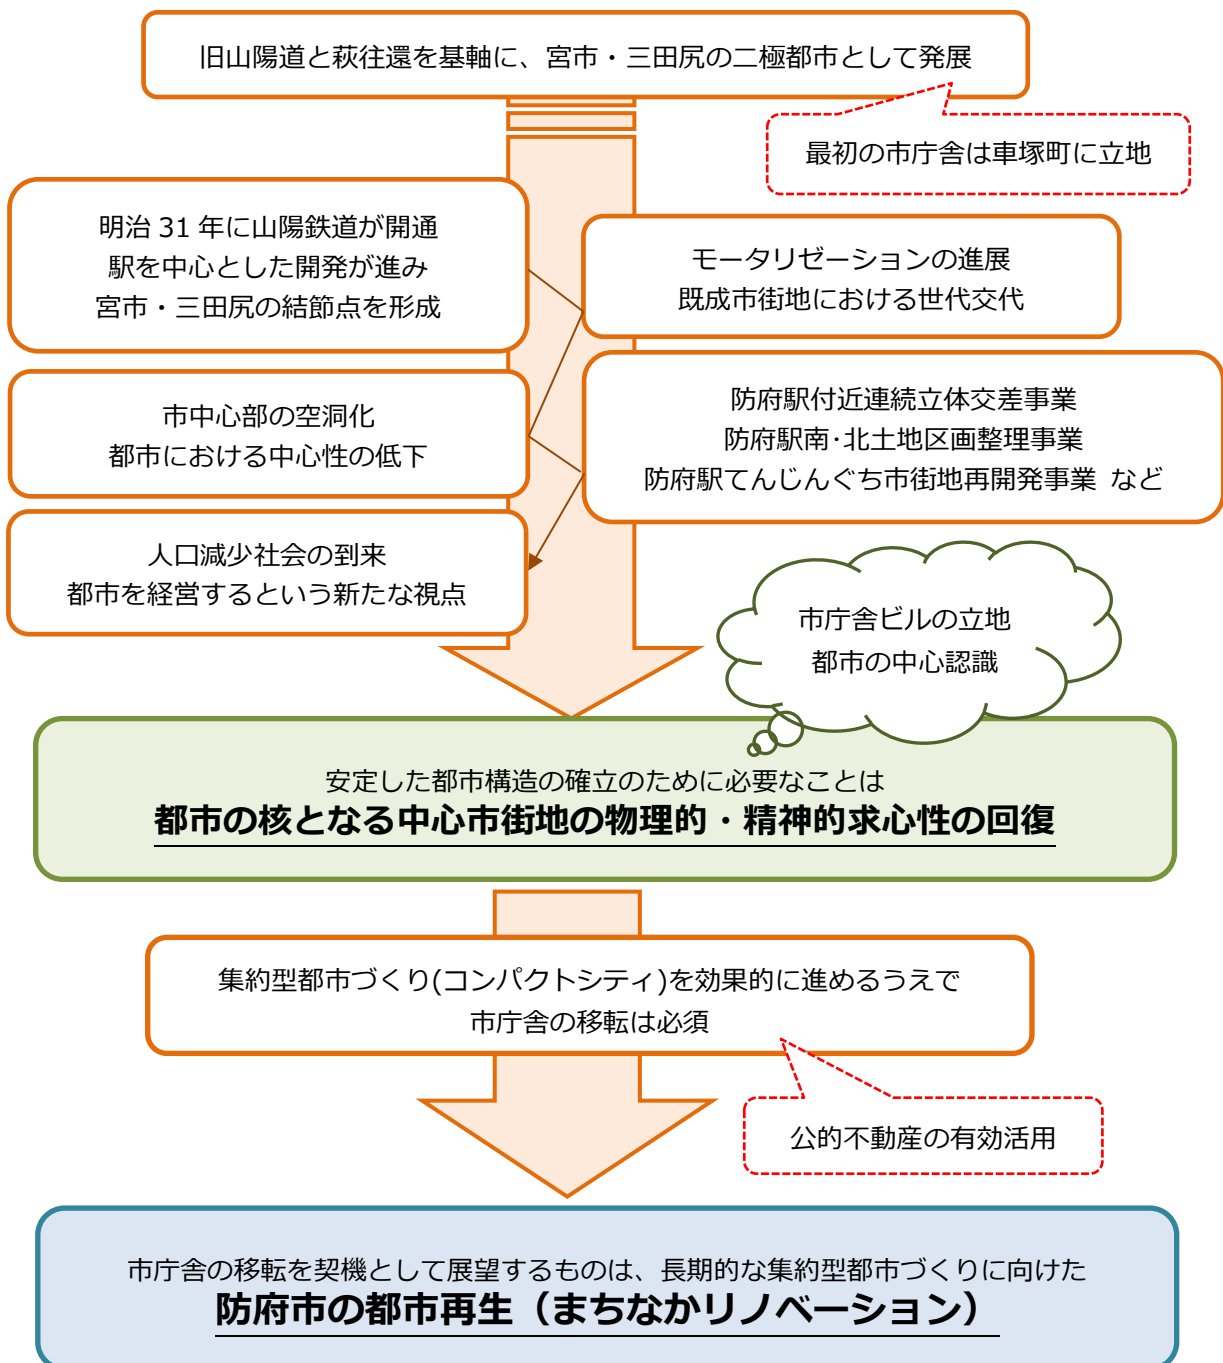 旧山陽道と萩往還を基軸に、宮市・三田尻の二極都市として発展
最初の市庁舎は車塚町に立地
明治 31 年に山陽鉄道が開通
駅を中心とした開発が進み
宮市・三田尻の結節点を形成
モータリゼーションの進展
既成市街地における世代交代
市中心部の空洞化
都市における中心性の低下
防府駅付近連続立体交差事業
防府駅南･北土地区画整理事業
防府駅てんじんぐち市街地再開発事業 など
人口減少社会の到来
都市を経営するという新たな視点
市庁舎ビルの立地
都市の中心認識
安定した都市構造の確立のために必要なことは
都市の核となる中心市街地の物理的・精神的求心性の回復
集約型都市づくり(コンパクトシティ)を効果的に進めるうえで
市庁舎の移転は必須
公的不動産の有効活用
市庁舎の移転を契機として展望するものは、長期的な集約型都市づくりに向けた
防府市の都市再生（まちなかリノベーション）